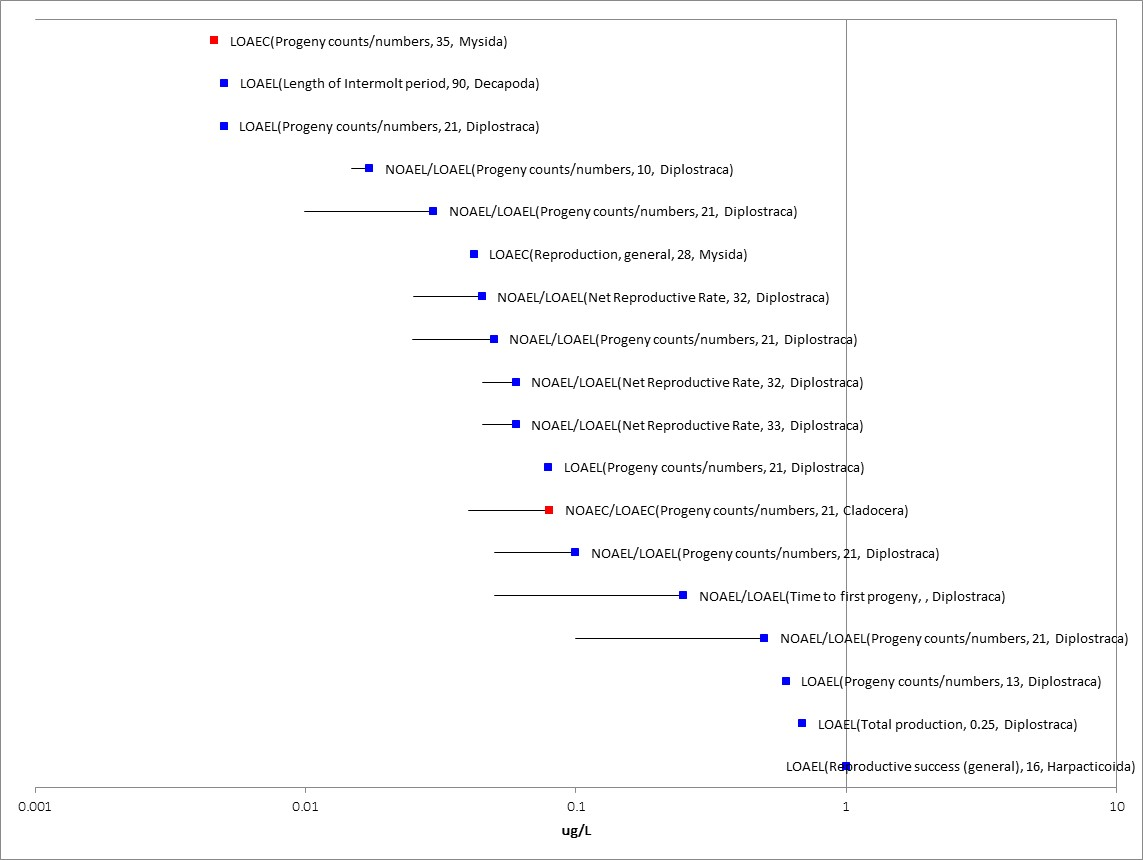 LOAEC(Progeny counts/numbers, 35, Mysida)
LOAEL(Length of Intermolt period, 90, Decapoda)
LOAEL(Progeny counts/numbers, 21, Diplostraca)
NOAEL/LOAEL(Progeny counts/numbers, 10, Diplostraca)
NOAEL/LOAEL(Progeny counts/numbers, 21, Diplostraca)
LOAEC(Reproduction, general, 28, Mysida)
NOAEL/LOAEL(Net Reproductive Rate, 32, Diplostraca)
NOAEL/LOAEL(Progeny counts/numbers, 21, Diplostraca)
NOAEL/LOAEL(Net Reproductive Rate, 32, Diplostraca)
NOAEL/LOAEL(Net Reproductive Rate, 33, Diplostraca)
LOAEL(Progeny counts/numbers, 21, Diplostraca)
NOAEC/LOAEC(Progeny counts/numbers, 21, Cladocera)
NOAEL/LOAEL(Progeny counts/numbers, 21, Diplostraca)
NOAEL/LOAEL(Time to first progeny, , Diplostraca)
NOAEL/LOAEL(Progeny counts/numbers, 21, Diplostraca)
LOAEL(Progeny counts/numbers, 13, Diplostraca)
LOAEL(Total production, 0.25, Diplostraca)
LOAEL(Reproductive success (general), 16, Harpacticoida)
0.001 0.01 0.1 1 10
ug/L